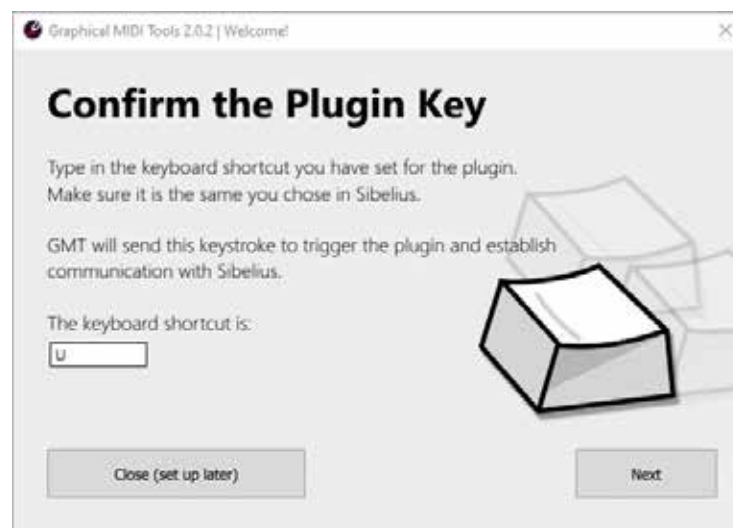 Graphical MIDI Tools 2.0.2 | Welcome!
Confirm the Plugin Key
Type in the keyboard shortcut you have set for the plugin.
Make sure it is the same you chose in Sibelius.
GMT will send this keystroke to trigger the plugin and establish
communication with Sibelius.
The keyboard shortcut is:
U
Close (set up later)
Next